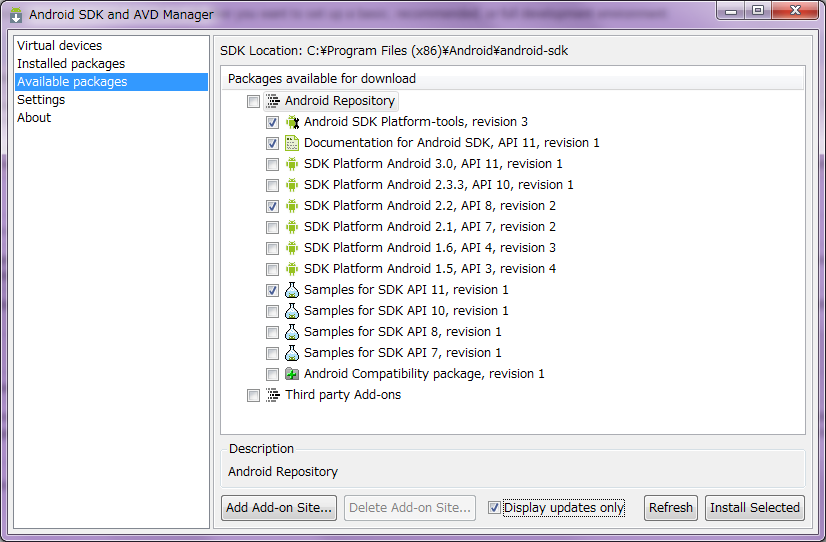 Android SDK and AVD Manager
Virtual devices
Installed packages
Available packages
Settings
About
SDK Location: C:¥Program Files (x86)¥Android¥android-sdk
Packages available for download
Android Repository
Android SDK Platform-tools, revision 3
Documentation for Android SDK, API 11, revision 1
SDK Platform Android 3.0, API 11, revision 1
SDK Platform Android 2.3.3, API 10, revision 1
SDK Platform Android 2.2, API 8, revision 2
SDK Platform Android 2.1, API 7, revision 2
SDK Platform Android 1.6, API 4, revision 3
SDK Platform Android 1.5, API 3, revision 4
Samples for SDK API 11, revision 1
Samples for SDK API 10, revision 1
Samples for SDK API 8, revision 1
Samples for SDK API 7, revision 1
Android Compatibility package, revision 1
Third party Add-ons
Description
Android Repository
Add Add-on Site... Delete Add-on Site... Display updates only Refresh Install Selected